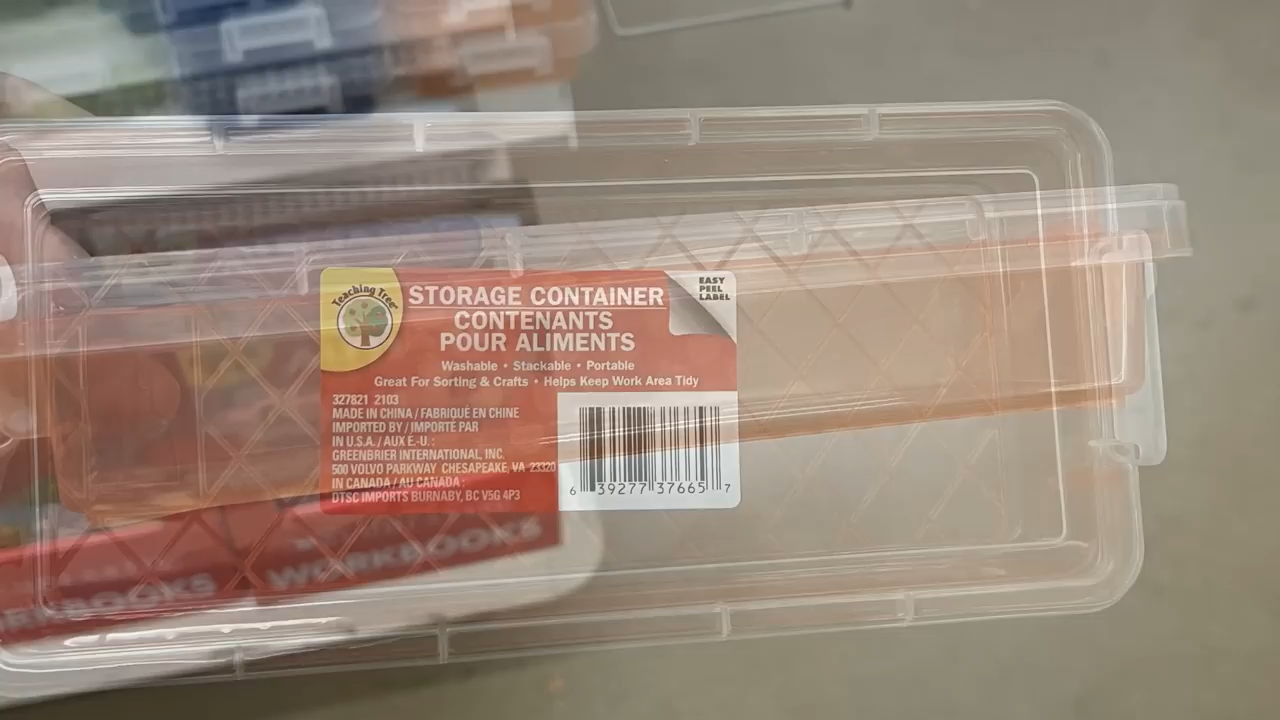 Teaching Tree
STORAGE CONTAINER
CONTENANTS
POUR ALIMENTS
EASY
PEEL
LABEL
Washable • Stackable • Portable
Great For Sorting & Crafts • Helps Keep Work Area Tidy
327821 2103
MADE IN CHINA / FABRIQUÉ EN CHINE
IMPORTED BY / IMPORTÉ PAR
IN U.S.A. / AUX E.-U. :
GREENBRIER INTERNATIONAL, INC.
500 VOLVO PARKWAY CHESAPEAKE, VA 23320
IN CANADA / AU CANADA :
DTSC IMPORTS BURNABY, BC V5G 4P3
6 39277 37665 7
WORKBOOKS